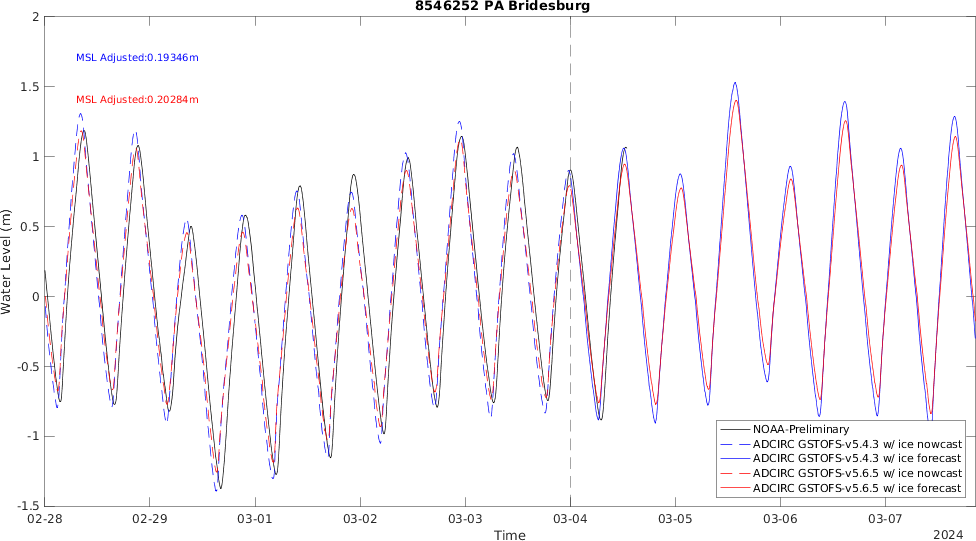 8546252 PA Bridesburg
MSL Adjusted:0.19346m
MSL Adjusted:0.20284m
2
1.5
1
0.5
0
-0.5
-1
-1.5
Water Level (m)
NOAA-Preliminary
ADCIRC GSTOFS-v5.4.3 w/ ice nowcast
ADCIRC GSTOFS-v5.4.3 w/ ice forecast
ADCIRC GSTOFS-v5.6.5 w/ ice nowcast
ADCIRC GSTOFS-v5.6.5 w/ ice forecast
02-28 02-29 03-01 03-02 03-03 03-04 03-05 03-06 03-07
Time
2024